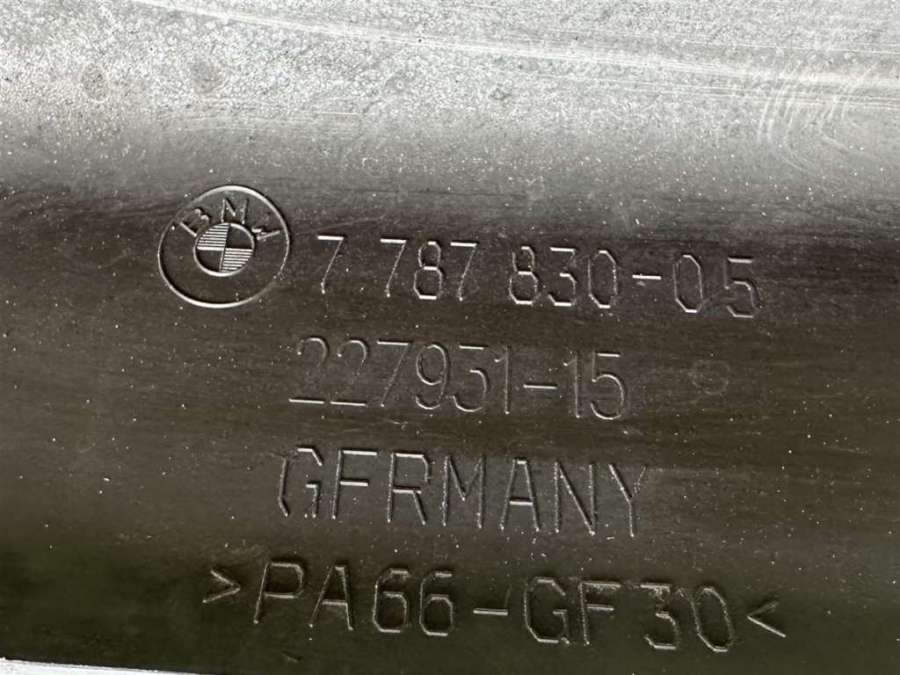 BMW 7 787 830-05
227931-15
GERMANY
>PA66-GF30<